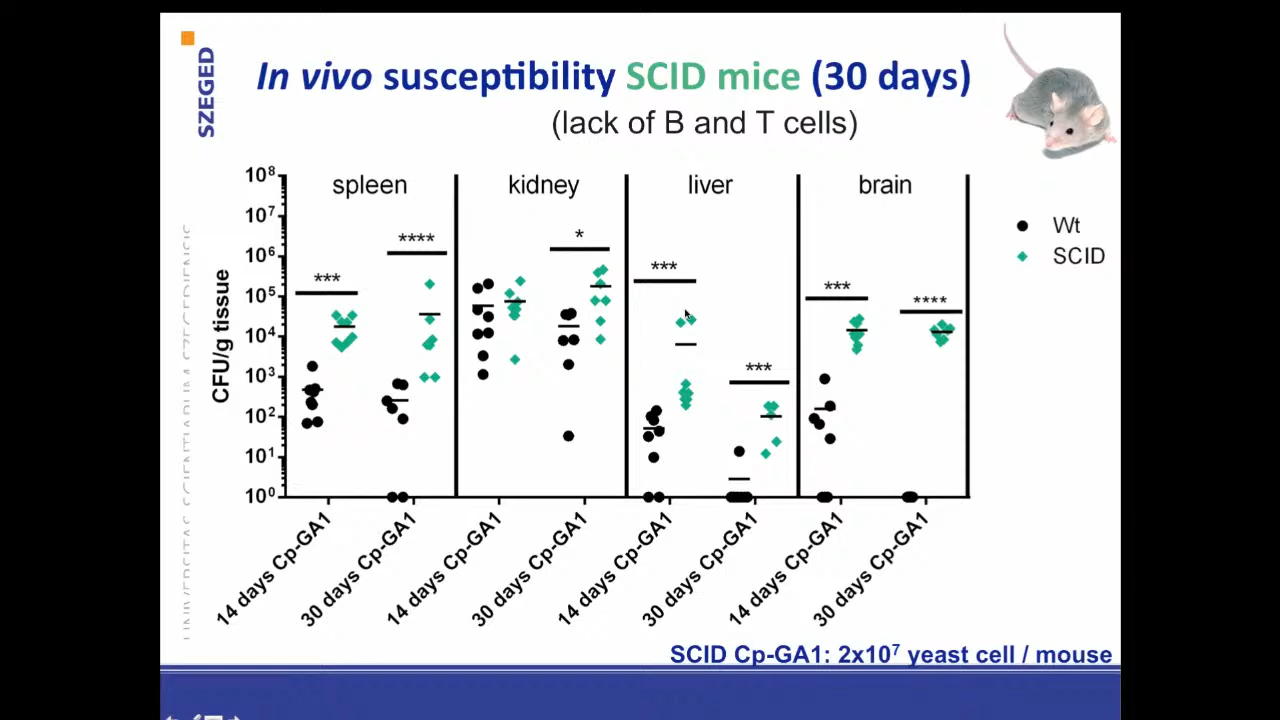 SZEGED
In vivo susceptibility SCID mice (30 days)
(lack of B and T cells)
10⁸
10⁷
10⁶
10⁵
10⁴
10³
10²
10¹
10⁰
CFU/g tissue
spleen
kidney
liver
brain
***
****
*
***
***
***
****
Wt
SCID
14 days Cp-GA1
30 days Cp-GA1
14 days Cp-GA1
30 days Cp-GA1
14 days Cp-GA1
30 days Cp-GA1
14 days Cp-GA1
30 days Cp-GA1
SCID Cp-GA1: 2x10⁷ yeast cell / mouse